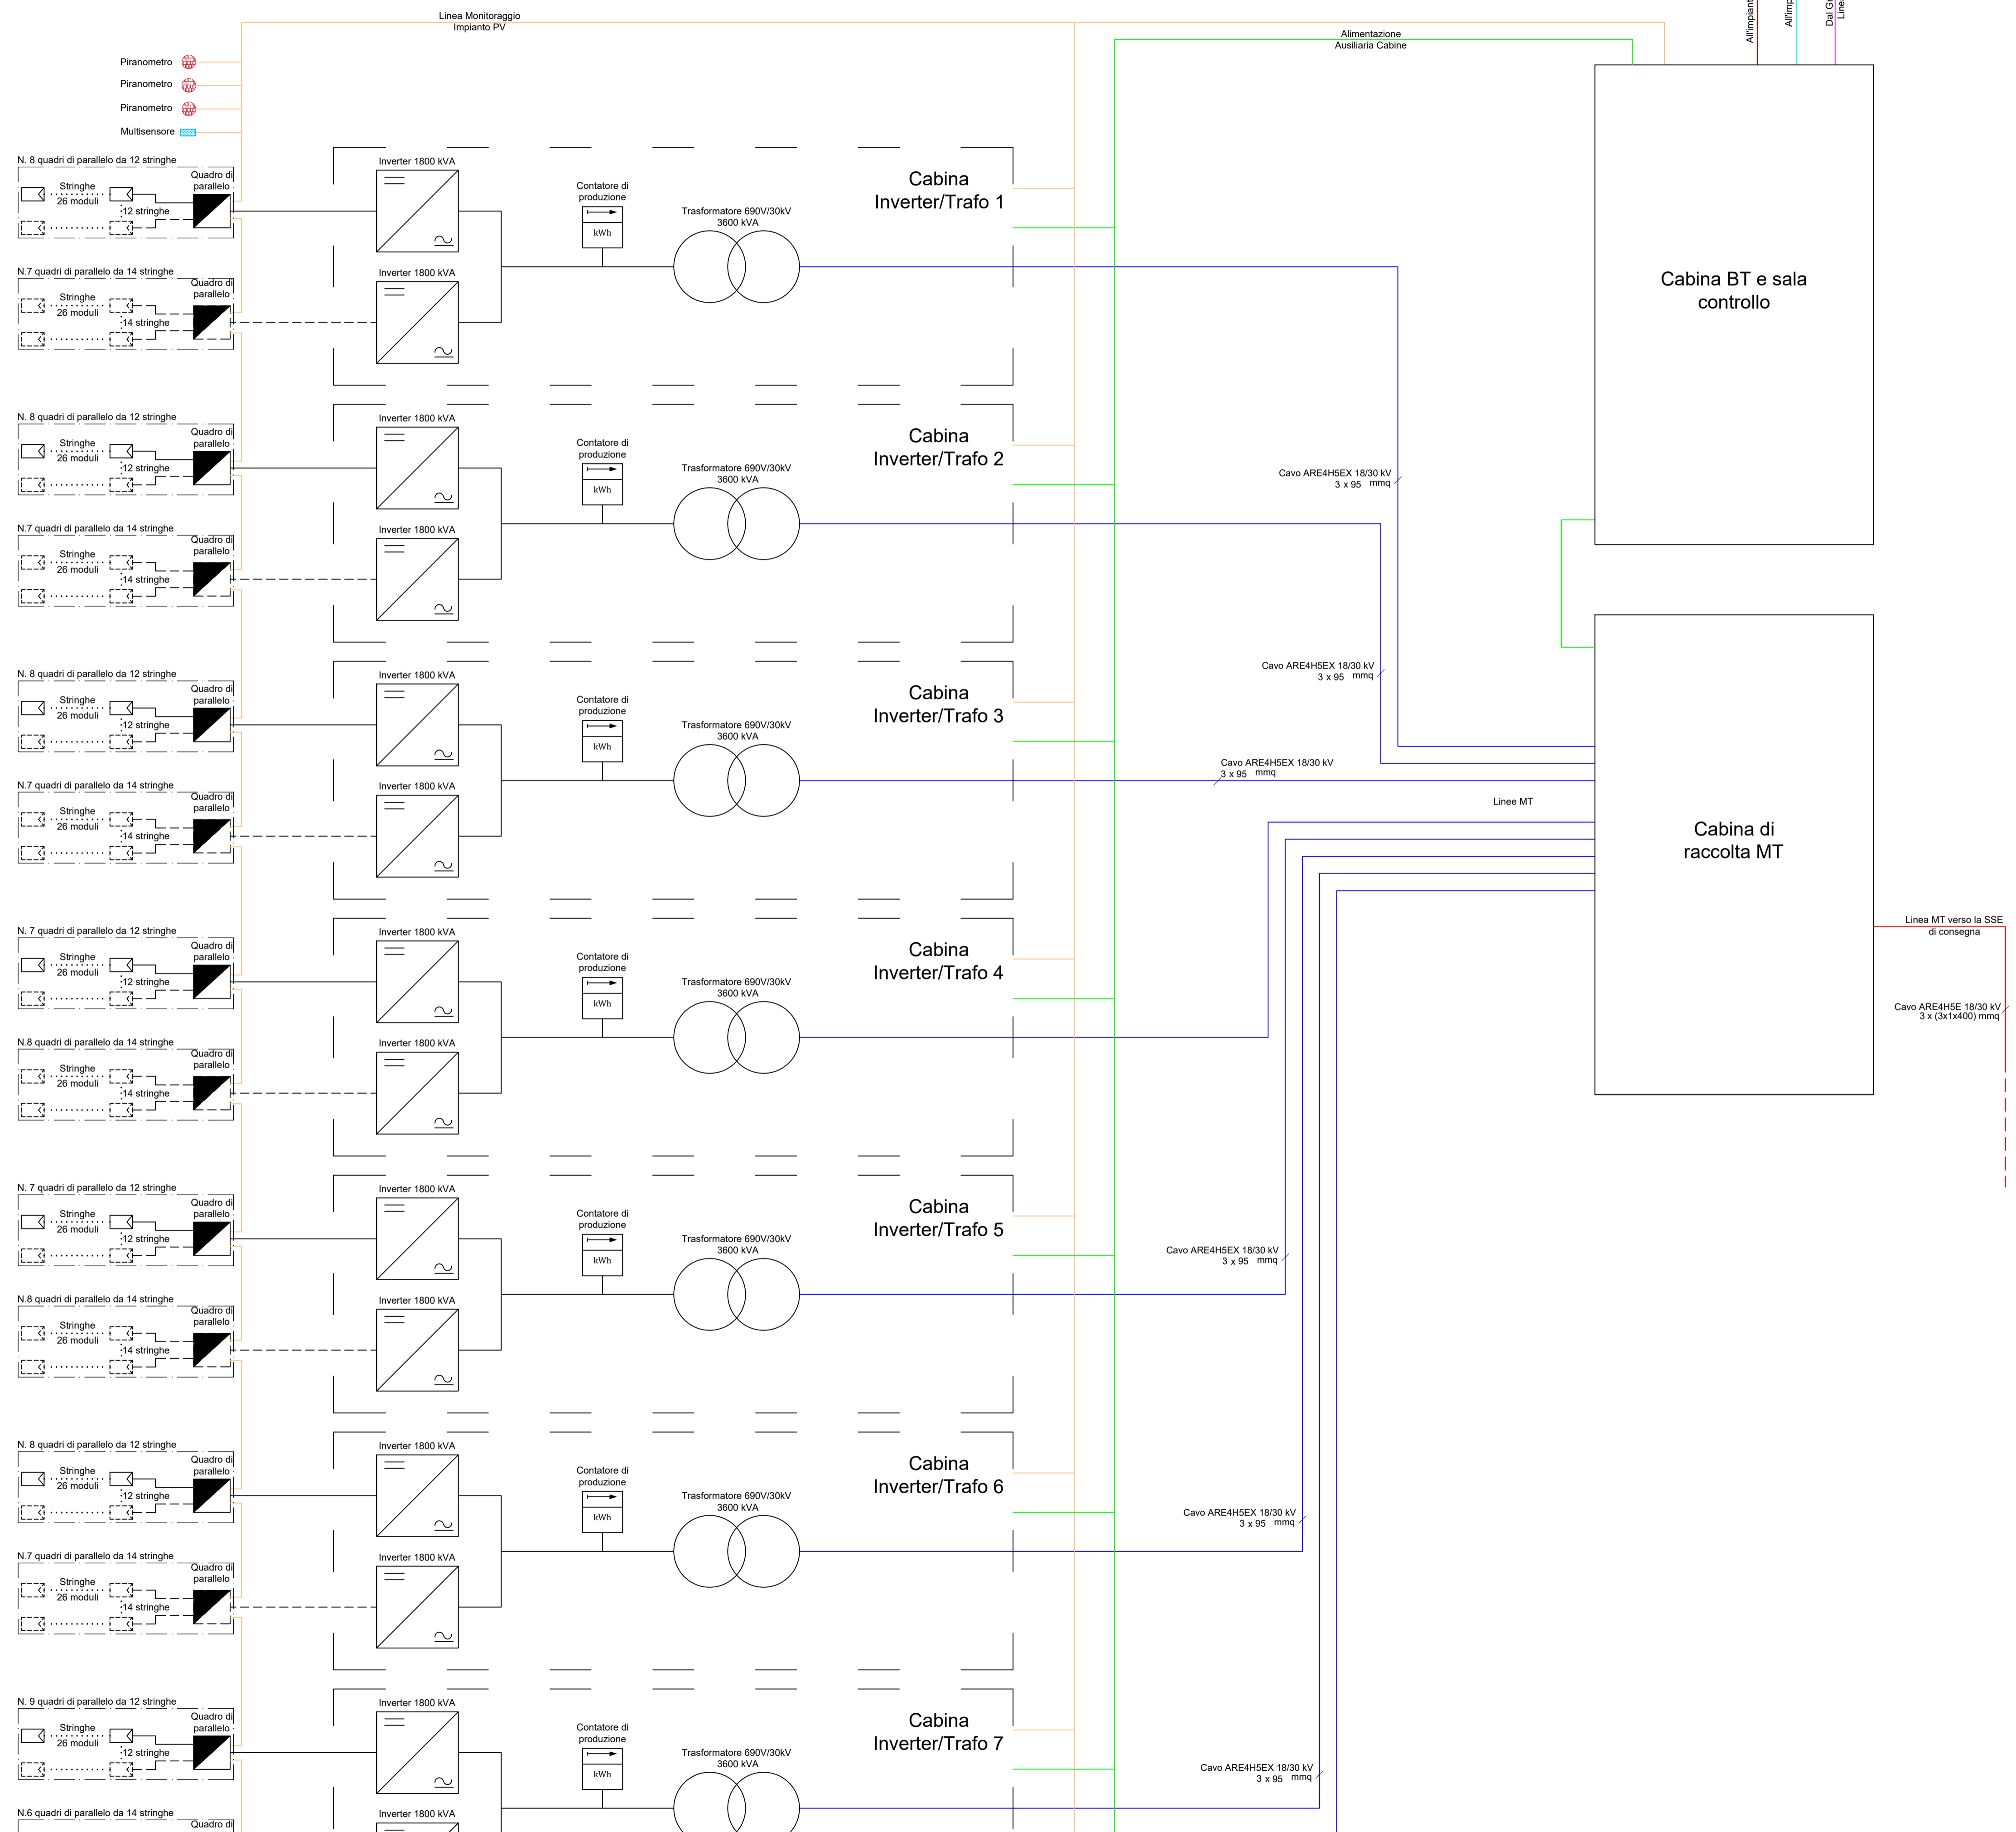 Linea Monitoraggio
Impianto PV
Alimentazione
Ausiliaria Cabine
All'impiant
All'imp
Dal Gr
Linea
Piranometro
Piranometro
Piranometro
Multisensore
N. 8 quadri di parallelo da 12 stringhe
Stringhe
26 moduli
12 stringhe
Quadro di
parallelo
Inverter 1800 kVA
Contatore di
produzione
kWh
Trasformatore 690V/30kV
3600 kVA
Cabina
Inverter/Trafo 1
N.7 quadri di parallelo da 14 stringhe
Stringhe
26 moduli
14 stringhe
Quadro di
parallelo
Inverter 1800 kVA
Cabina BT e sala
controllo
N. 8 quadri di parallelo da 12 stringhe
Stringhe
26 moduli
12 stringhe
Quadro di
parallelo
Inverter 1800 kVA
Contatore di
produzione
kWh
Trasformatore 690V/30kV
3600 kVA
Cabina
Inverter/Trafo 2
Cavo ARE4H5EX 18/30 kV
3 x 95 mmq
N.7 quadri di parallelo da 14 stringhe
Stringhe
26 moduli
14 stringhe
Quadro di
parallelo
Inverter 1800 kVA
N. 8 quadri di parallelo da 12 stringhe
Stringhe
26 moduli
12 stringhe
Quadro di
parallelo
Inverter 1800 kVA
Contatore di
produzione
kWh
Trasformatore 690V/30kV
3600 kVA
Cabina
Inverter/Trafo 3
Cavo ARE4H5EX 18/30 kV
3 x 95 mmq
Cavo ARE4H5EX 18/30 kV
3 x 95 mmq
Linee MT
N.7 quadri di parallelo da 14 stringhe
Stringhe
26 moduli
14 stringhe
Quadro di
parallelo
Inverter 1800 kVA
Cabina di
raccolta MT
Linea MT verso la SSE
di consegna
Cavo ARE4H5E 18/30 kV
3 x (3x1x400) mmq
N. 7 quadri di parallelo da 12 stringhe
Stringhe
26 moduli
12 stringhe
Quadro di
parallelo
Inverter 1800 kVA
Contatore di
produzione
kWh
Trasformatore 690V/30kV
3600 kVA
Cabina
Inverter/Trafo 4
N.8 quadri di parallelo da 14 stringhe
Stringhe
26 moduli
14 stringhe
Quadro di
parallelo
Inverter 1800 kVA
N. 7 quadri di parallelo da 12 stringhe
Stringhe
26 moduli
12 stringhe
Quadro di
parallelo
Inverter 1800 kVA
Contatore di
produzione
kWh
Trasformatore 690V/30kV
3600 kVA
Cabina
Inverter/Trafo 5
Cavo ARE4H5EX 18/30 kV
3 x 95 mmq
N.8 quadri di parallelo da 14 stringhe
Stringhe
26 moduli
14 stringhe
Quadro di
parallelo
Inverter 1800 kVA
N. 8 quadri di parallelo da 12 stringhe
Stringhe
26 moduli
12 stringhe
Quadro di
parallelo
Inverter 1800 kVA
Contatore di
produzione
kWh
Trasformatore 690V/30kV
3600 kVA
Cabina
Inverter/Trafo 6
Cavo ARE4H5EX 18/30 kV
3 x 95 mmq
N.7 quadri di parallelo da 14 stringhe
Stringhe
26 moduli
14 stringhe
Quadro di
parallelo
Inverter 1800 kVA
N. 9 quadri di parallelo da 12 stringhe
Stringhe
26 moduli
12 stringhe
Quadro di
parallelo
Inverter 1800 kVA
Contatore di
produzione
kWh
Trasformatore 690V/30kV
3600 kVA
Cabina
Inverter/Trafo 7
Cavo ARE4H5EX 18/30 kV
3 x 95 mmq
N.6 quadri di parallelo da 14 stringhe
Quadro di
Inverter 1800 kVA